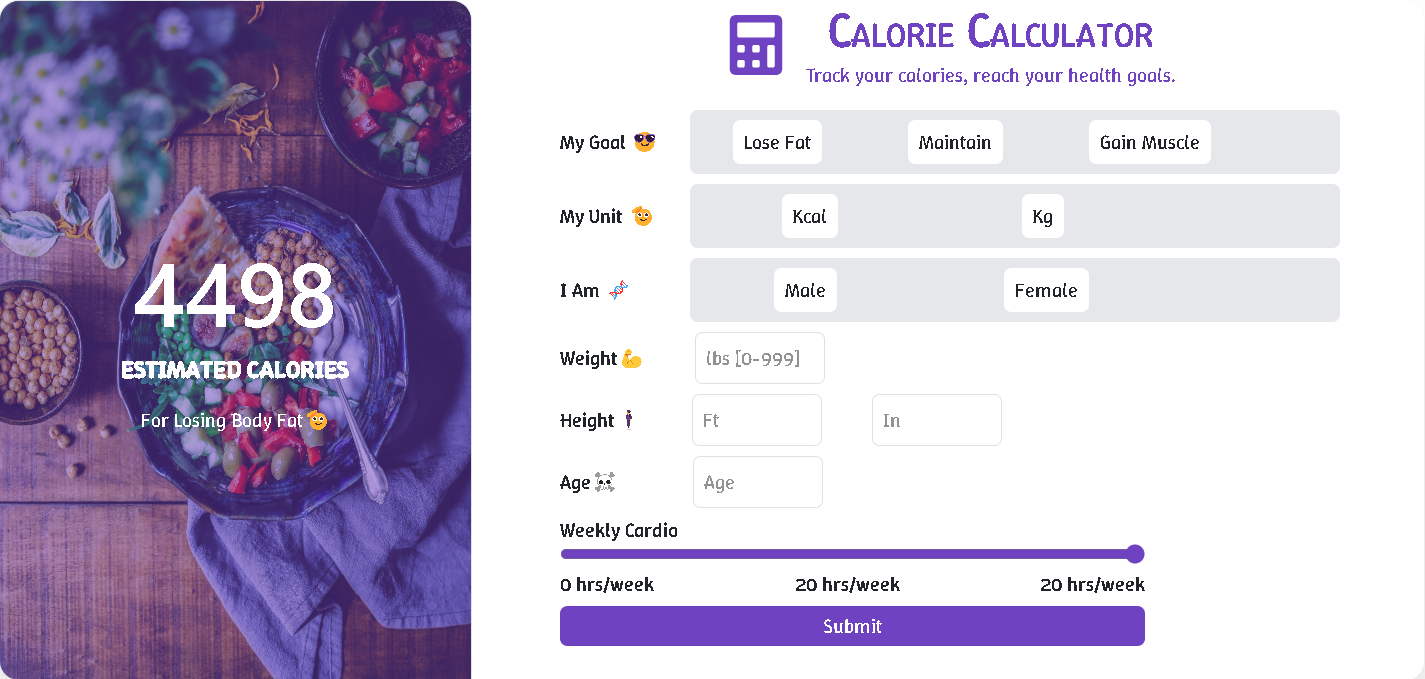 4498
ESTIMATED CALORIES
For Losing Body Fat
Calorie Calculator
Track your calories, reach your health goals.
My Goal Lose Fat Maintain Gain Muscle
My Unit Kcal Kg
I Am Male Female
Weight lbs [0-999]
Height Ft In
Age Age
Weekly Cardio
0 hrs/week 20 hrs/week 20 hrs/week
Submit